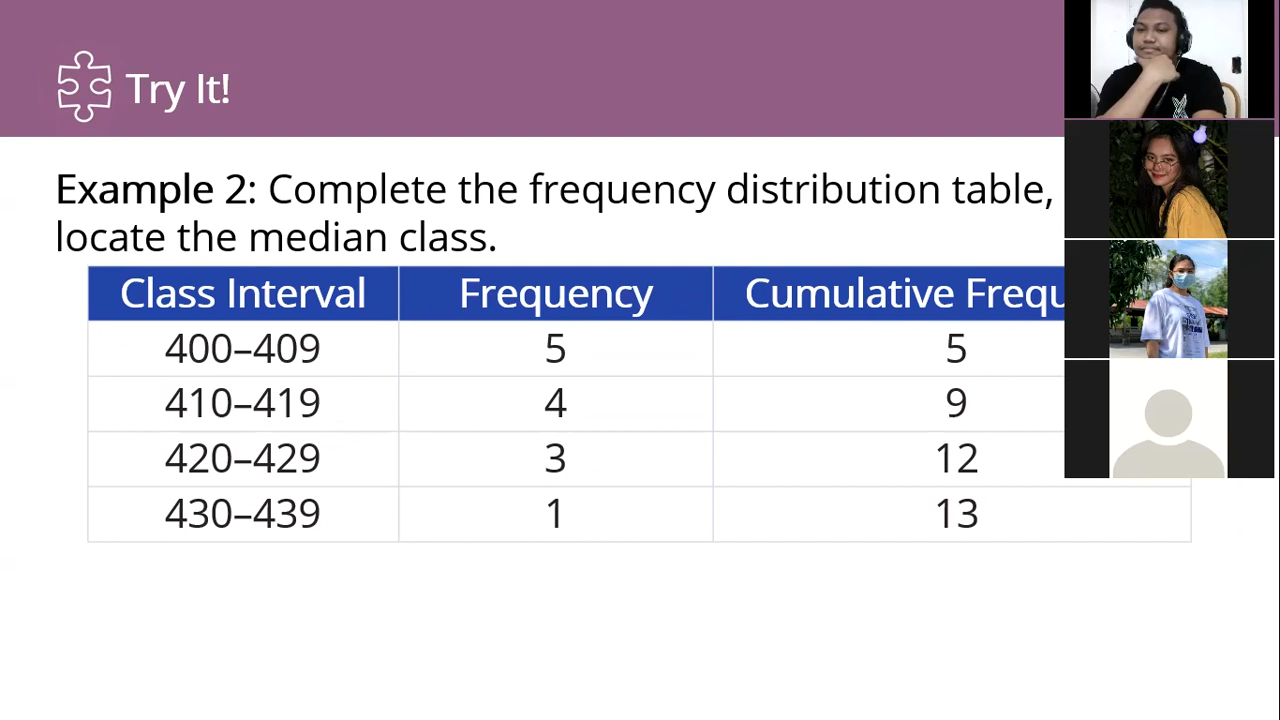 Try It!
Example 2: Complete the frequency distribution table,
locate the median class.
Class Interval Frequency Cumulative Frequ
400–409 5 5
410–419 4 9
420–429 3 12
430–439 1 13